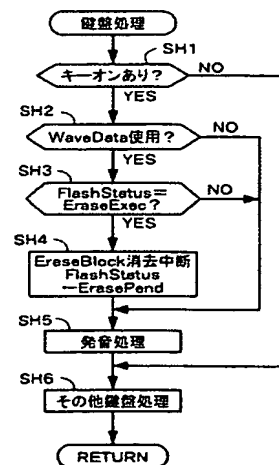 鍵盤処理
SH1
キーオンあり?
NO
YES
SH2
WaveData使用?
NO
YES
SH3
FlashStatus=
EraseExec?
NO
YES
SH4
EraseBlock消去中断
FlashStatus
←ErasePend
SH5
発音処理
SH6
その他鍵盤処理
RETURN